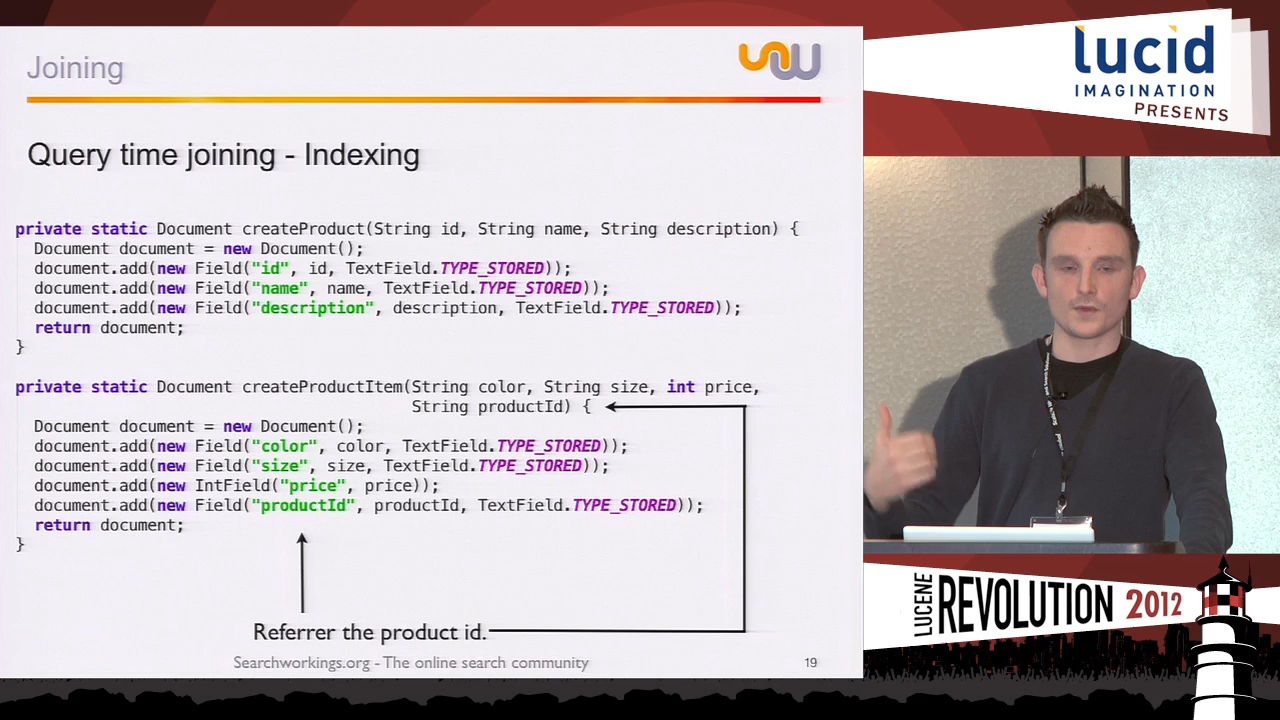 Joining
Query time joining - Indexing
private static Document createProduct(String id, String name, String description) {
Document document = new Document();
document.add(new Field("id", id, TextField.TYPE_STORED));
document.add(new Field("name", name, TextField.TYPE_STORED));
document.add(new Field("description", description, TextField.TYPE_STORED));
return document;
}
private static Document createProductItem(String color, String size, int price,
String productId) {
Document document = new Document();
document.add(new Field("color", color, TextField.TYPE_STORED));
document.add(new Field("size", size, TextField.TYPE_STORED));
document.add(new IntField("price", price));
document.add(new Field("productId", productId, TextField.TYPE_STORED));
return document;
}
Referrer the product id.
Searchworkings.org - The online search community
19
lucid
IMAGINATION
PRESENTS
LUCENE
REVOLUTION 2012